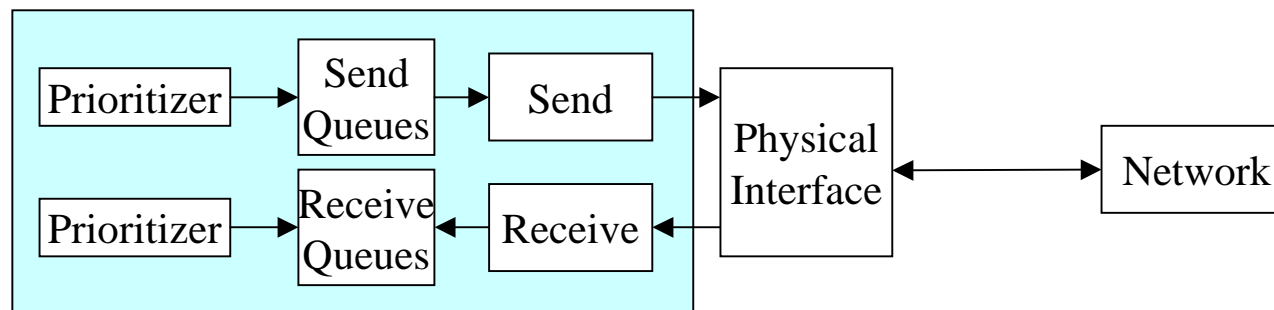 Prioritizer
Send
Queues
Send
Prioritizer
Receive
Queues
Receive
Physical
Interface
Network